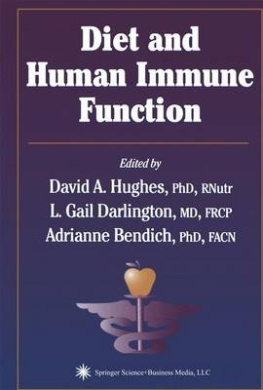 Diet and
Human Immune
Function
Edited by
David A. Hughes, PhD, RNutr
L. Gail Darlington, MD, FRCP
Adrianne Bendich, PhD, FACN
Springer Science+Business Media, LLC